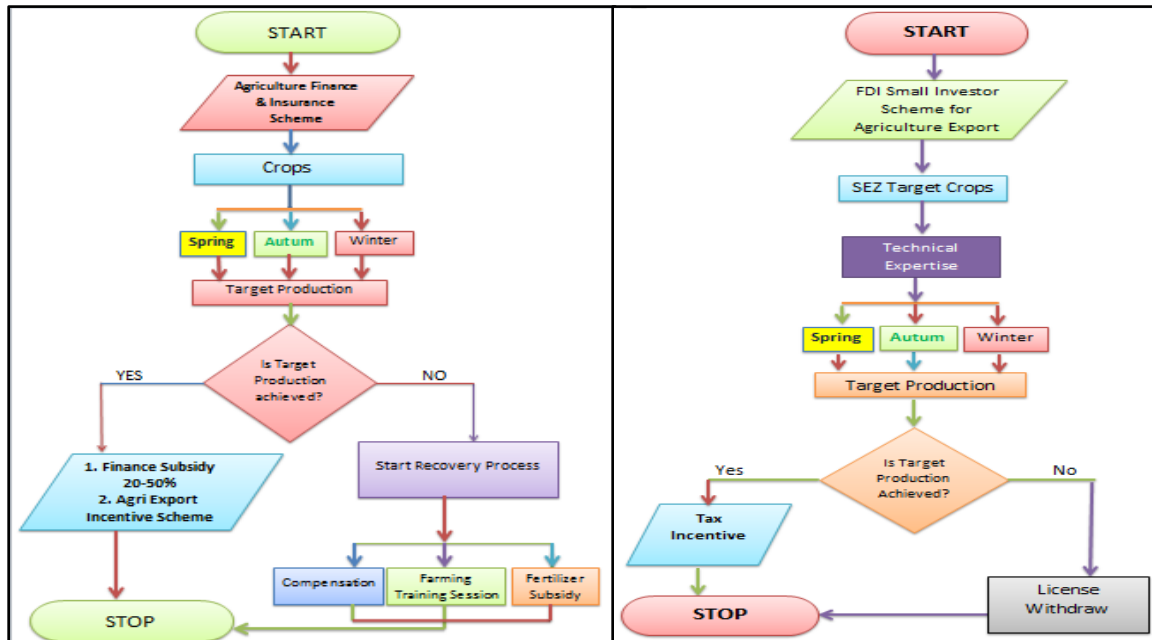 START
Agriculture Finance
& Insurance
Scheme
Crops
Spring
Autum
Winter
Target Production
Is Target
Production
achieved?
YES
NO
1. Finance Subsidy
20-50%
2. Agri Export
Incentive Scheme
Start Recovery Process
Compensation
Farming
Training Session
Fertilizer
Subsidy
STOP
START
FDI Small Investor
Scheme for
Agriculture Export
SEZ Target Crops
Technical
Expertise
Spring
Autum
Winter
Target Production
Is Target
Production
Achieved?
Yes
No
Tax
Incentive
License
Withdraw
STOP